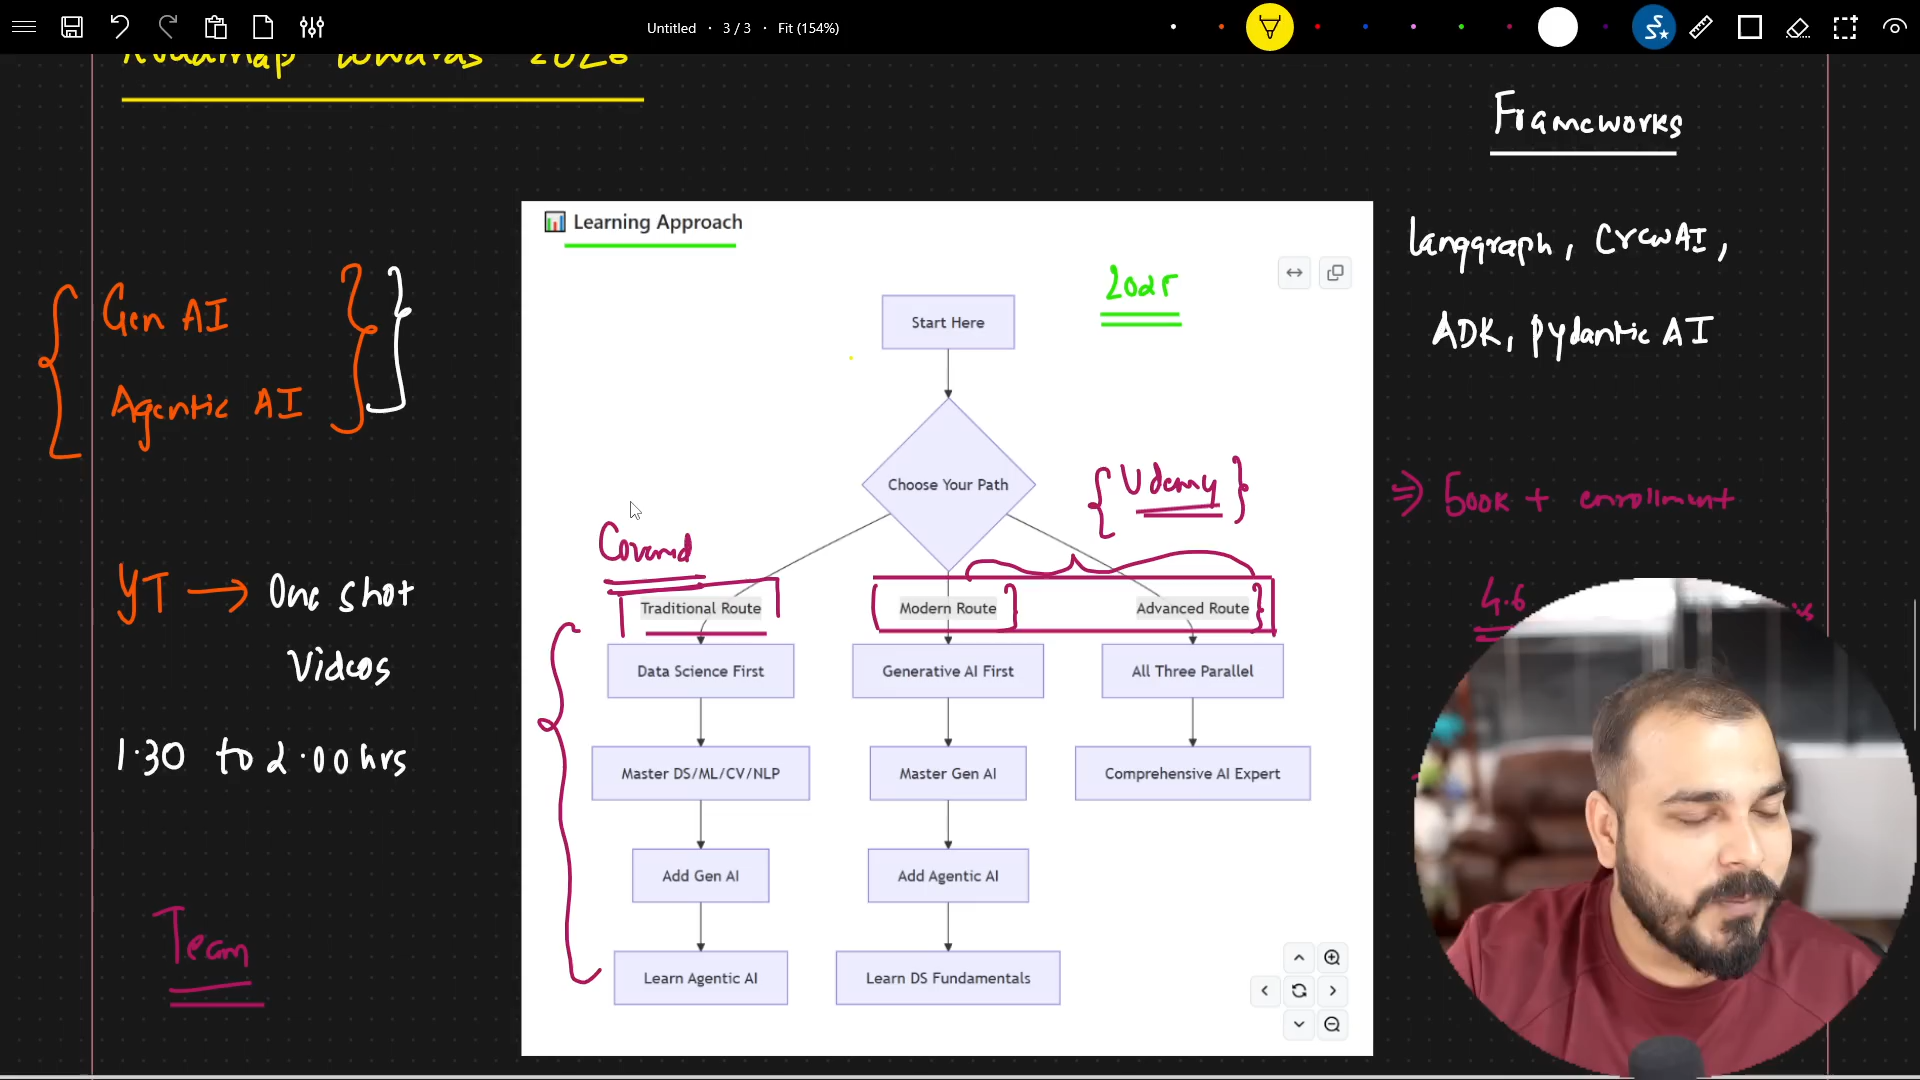 Untitled · 3 / 3 · Fit (154%)
Roadmap towards 2026
Frameworks
Langgraph, CrewAI,
ADK, Pydantic AI
Learning Approach
2025
Start Here
Gen AI
Agentic AI
Choose Your Path
{ Udemy }
Covered
⇒ 500K + enrollment
4.6
YT → One shot
Videos
1.30 to 2.00 hrs
Team
Traditional Route
Modern Route
Advanced Route
Data Science First
Generative AI First
All Three Parallel
Master DS/ML/CV/NLP
Master Gen AI
Comprehensive AI Expert
Add Gen AI
Add Agentic AI
Learn Agentic AI
Learn DS Fundamentals